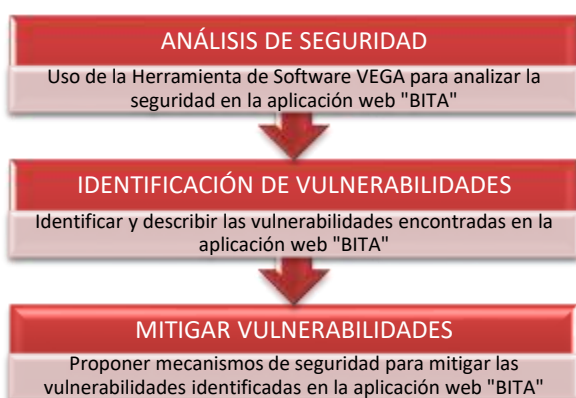 ANÁLISIS DE SEGURIDAD
Uso de la Herramienta de Software VEGA para analizar la
seguridad en la aplicación web "BITA"
IDENTIFICACIÓN DE VULNERABILIDADES
Identificar y describir las vulnerabilidades encontradas en la
aplicación web "BITA"
MITIGAR VULNERABILIDADES
Proponer mecanismos de seguridad para mitigar las
vulnerabilidades identificadas en la aplicación web "BITA"